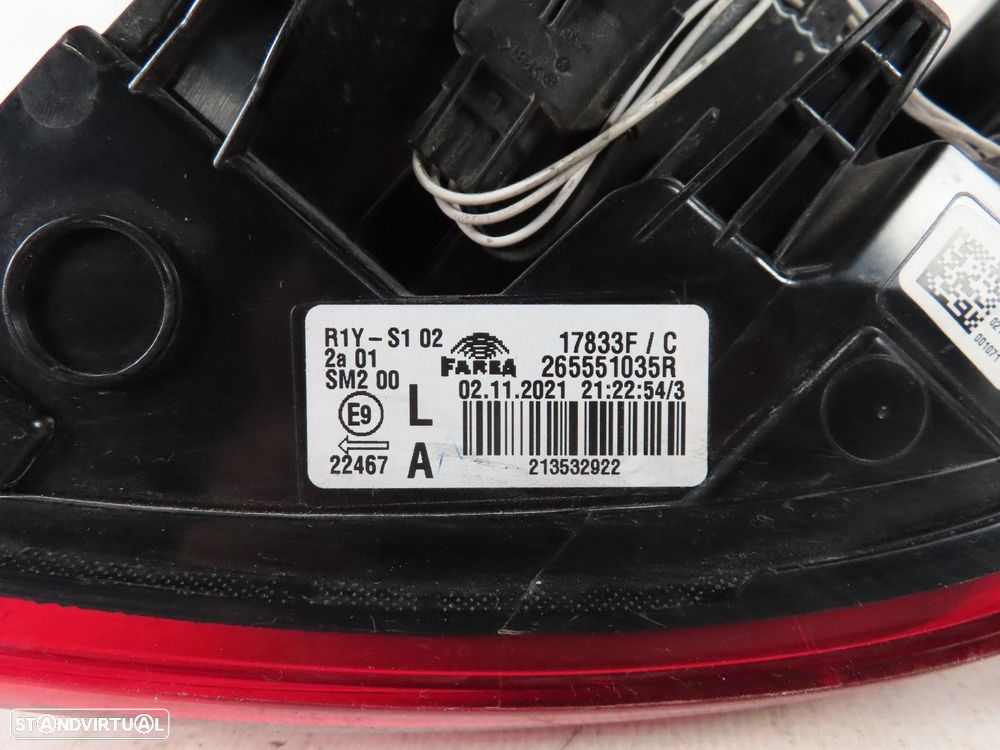 R1Y-S1 02
2a 01
SM2 00
E9
22467
L
A
FARBA
17833F / C
265551035R
02.11.2021 21:22:54/3
213532922
STANDVIRTUAL